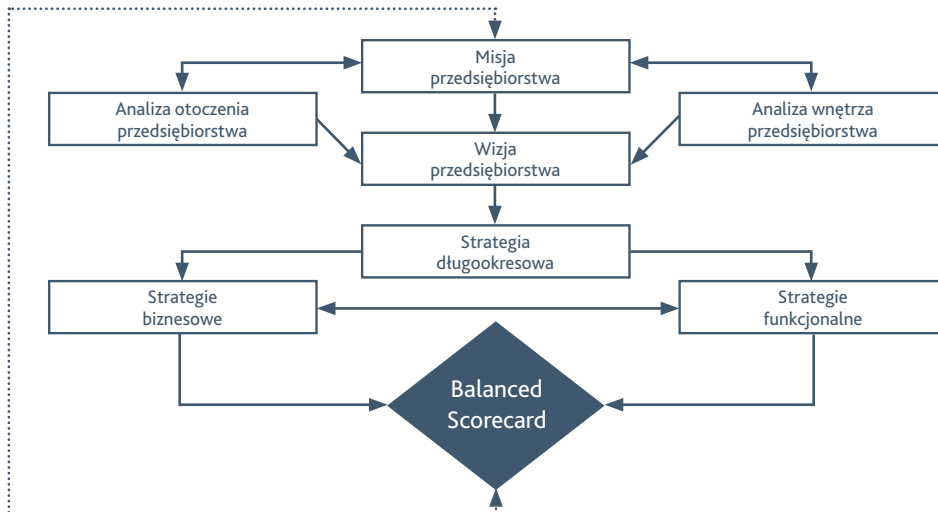 Misja
przedsiębiorstwa
Analiza otoczenia
przedsiębiorstwa
Analiza wnętrza
przedsiębiorstwa
Wizja
przedsiębiorstwa
Strategia
długookresowa
Strategie
biznesowe
Strategie
funkcjonalne
Balanced
Scorecard